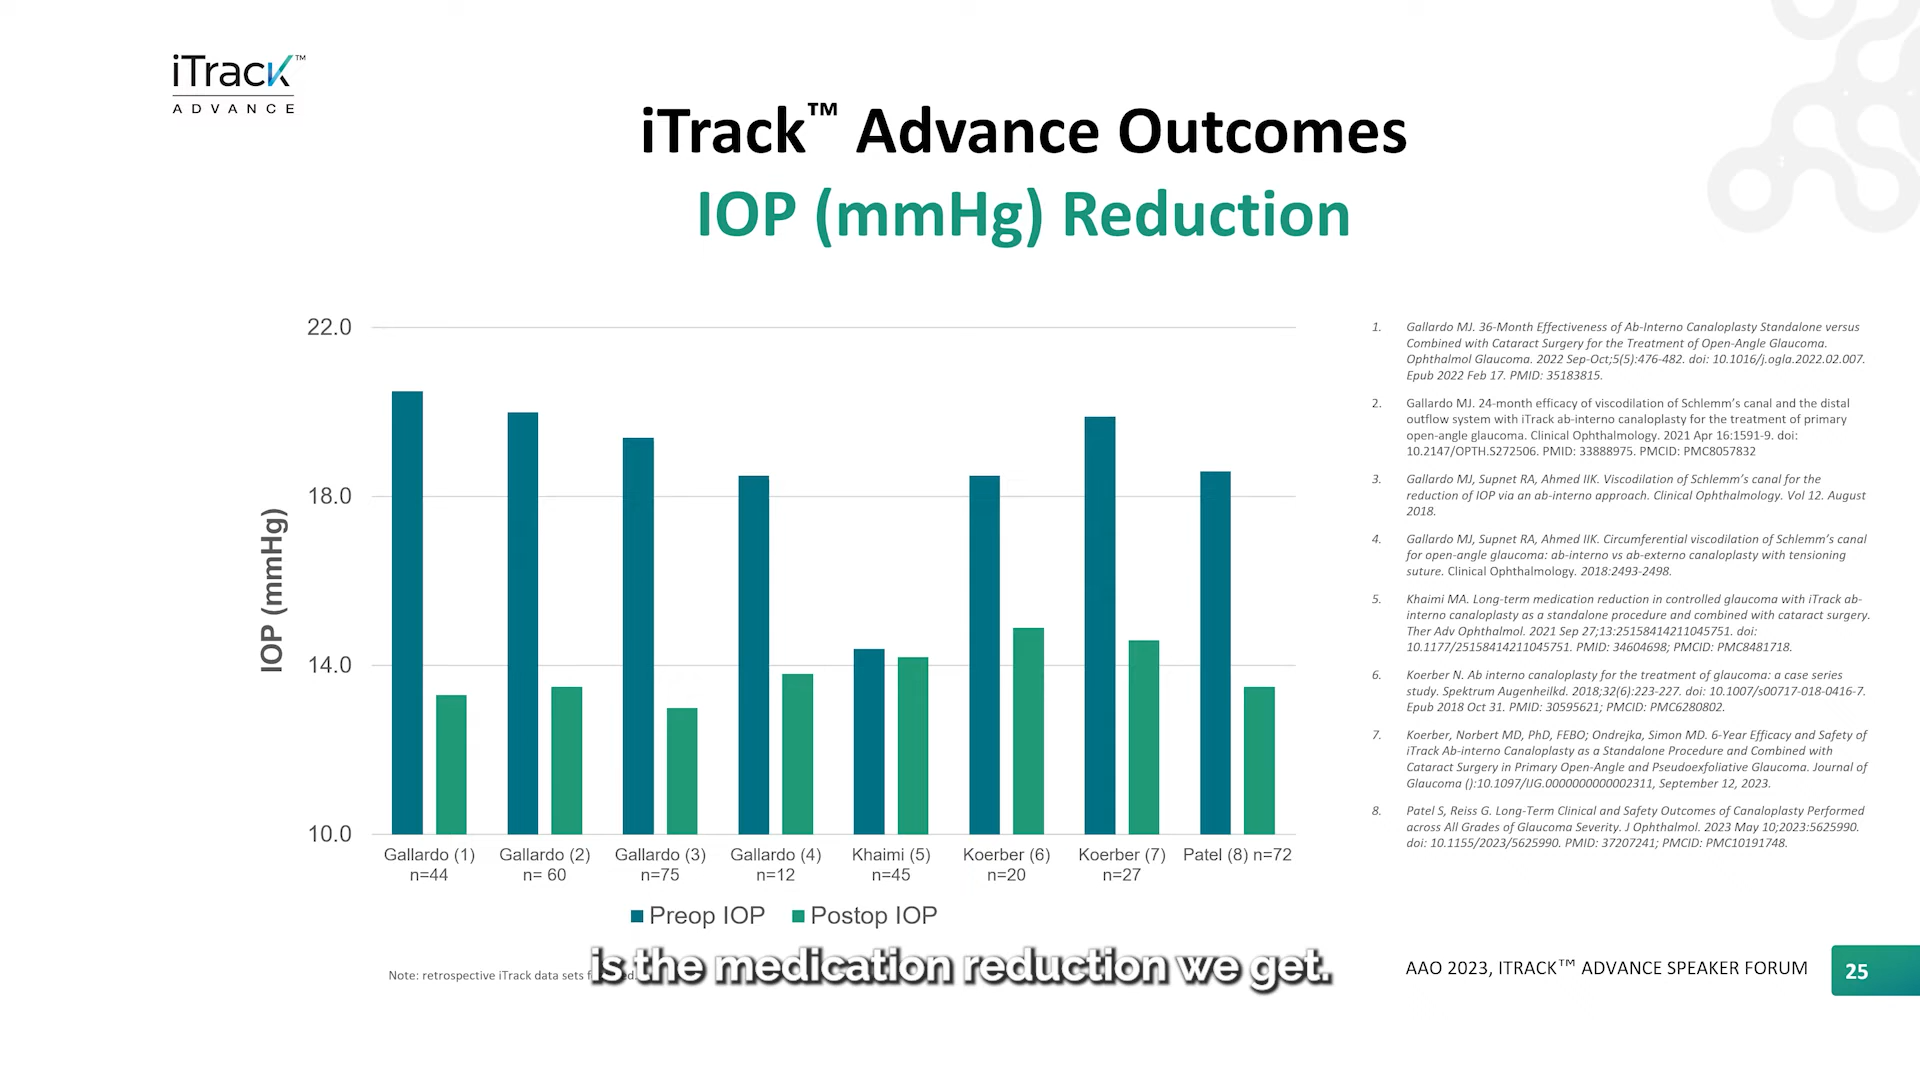 iTrack™
ADVANCE
iTrack™ Advance Outcomes
IOP (mmHg) Reduction
IOP (mmHg)
22.0
18.0
14.0
10.0
Gallardo (1)
n=44
Gallardo (2)
n= 60
Gallardo (3)
n=75
Gallardo (4)
n=12
Khaimi (5)
n=45
Koerber (6)
n=20
Koerber (7)
n=27
Patel (8) n=72
Preop IOP
Postop IOP
1. Gallardo MJ. 36-Month Effectiveness of Ab-Interno Canaloplasty Standalone versus
Combined with Cataract Surgery for the Treatment of Open-Angle Glaucoma.
Ophthalmol Glaucoma. 2022 Sep-Oct;5(5):476-482. doi: 10.1016/j.ogla.2022.02.007.
Epub 2022 Feb 17. PMID: 35183815.
2. Gallardo MJ. 24-month efficacy of viscodilation of Schlemm's canal and the distal
outflow system with iTrack ab-interno canaloplasty for the treatment of primary
open-angle glaucoma. Clinical Ophthalmology. 2021 Apr 16:1591-9. doi:
10.2147/OPTH.S272506. PMID: 33888975. PMCID: PMC8057832
3. Gallardo MJ, Supnet RA, Ahmed IIK. Viscodilation of Schlemm's canal for the
reduction of IOP via an ab-interno approach. Clinical Ophthalmology. Vol 12. August
2018.
4. Gallardo MJ, Supnet RA, Ahmed IIK. Circumferential viscodilation of Schlemm's canal
for open-angle glaucoma: ab-interno vs ab-externo canaloplasty with tensioning
suture. Clinical Ophthalmology. 2018:2493-2498.
5. Khaimi MA. Long-term medication reduction in controlled glaucoma with iTrack ab-
interno canaloplasty as a standalone procedure and combined with cataract surgery.
Ther Adv Ophthalmol. 2021 Sep 27;13:25158414211045751. doi:
10.1177/25158414211045751. PMID: 34604698; PMCID: PMC8481718.
6. Koerber N. Ab interno canaloplasty for the treatment of glaucoma: a case series
study. Spektrum Augenheilkd. 2018;32(6):223-227. doi: 10.1007/s00717-018-0416-7.
Epub 2018 Oct 31. PMID: 30595621; PMCID: PMC6280802.
7. Koerber, Norbert MD, PhD, FEBO; Ondrejka, Simon MD. 6-Year Efficacy and Safety of
iTrack Ab-interno Canaloplasty as a Standalone Procedure and Combined with
Cataract Surgery in Primary Open-Angle and Pseudoexfoliative Glaucoma. Journal of
Glaucoma ():10.1097/IJG.0000000000002311, September 12, 2023.
8. Patel S, Reiss G. Long-Term Clinical and Safety Outcomes of Canaloplasty Performed
across All Grades of Glaucoma Severity. J Ophthalmol. 2023 May 10;2023:5625990.
doi: 10.1155/2023/5625990. PMID: 37207241; PMCID: PMC10191748.
Note: retrospective iTrack data sets
is the medication reduction we get.
AAO 2023, ITRACK™ ADVANCE SPEAKER FORUM
25